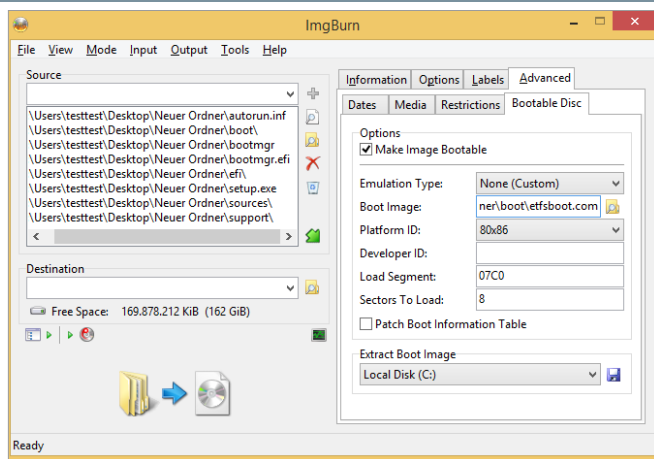 ImgBurn
File View Mode Input Output Tools Help
Source
\Users\testtest\Desktop\Neuer Ordner\autorun.inf
\Users\testtest\Desktop\Neuer Ordner\boot\
\Users\testtest\Desktop\Neuer Ordner\bootmgr
\Users\testtest\Desktop\Neuer Ordner\bootmgr.efi
\Users\testtest\Desktop\Neuer Ordner\efi\
\Users\testtest\Desktop\Neuer Ordner\setup.exe
\Users\testtest\Desktop\Neuer Ordner\sources\
\Users\testtest\Desktop\Neuer Ordner\support\
Destination
Free Space: 169.878.212 KiB (162 GiB)
Information Options Labels Advanced
Dates Media Restrictions Bootable Disc
Options
Make Image Bootable
Emulation Type: None (Custom)
Boot Image: ner\boot\etfsboot.com
Platform ID: 80x86
Developer ID:
Load Segment: 07C0
Sectors To Load: 8
Patch Boot Information Table
Extract Boot Image
Local Disk (C:)
Ready